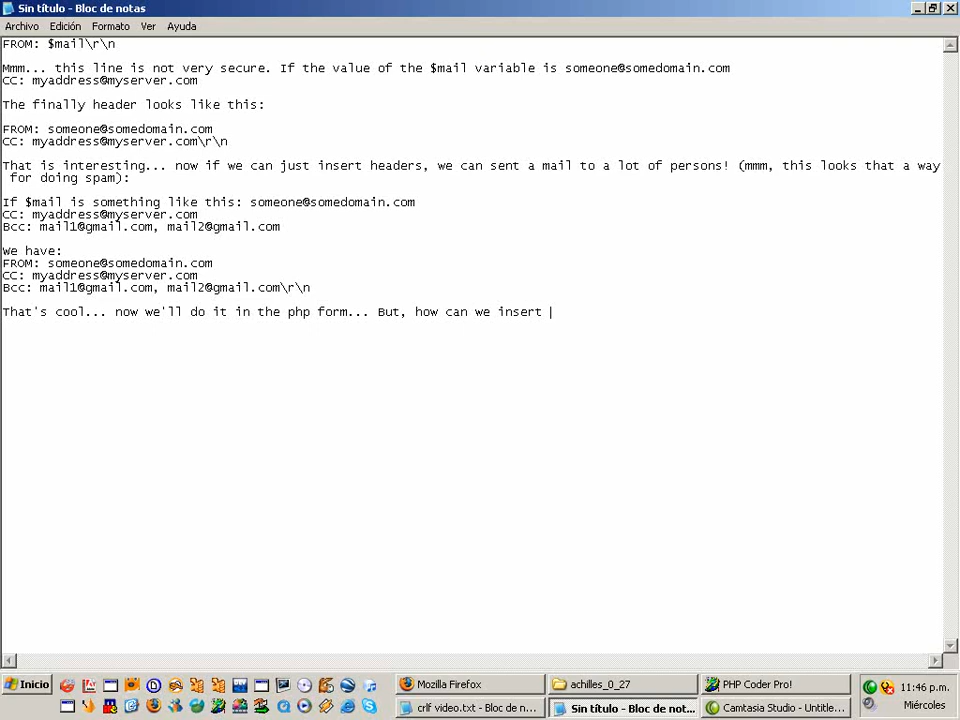 Sin título - Bloc de notas
Archivo Edición Formato Ver Ayuda
FROM: $mail\r\n
Mmm... this line is not very secure. If the value of the $mail variable is someone@somedomain.com
CC: myaddress@myserver.com
The finally header looks like this:
FROM: someone@somedomain.com
CC: myaddress@myserver.com\r\n
That is interesting... now if we can just insert headers, we can sent a mail to a lot of persons! (mmm, this looks that a way
for doing spam):
If $mail is something like this: someone@somedomain.com
CC: myaddress@myserver.com
Bcc: mail1@gmail.com, mail2@gmail.com
We have:
FROM: someone@somedomain.com
CC: myaddress@myserver.com
Bcc: mail1@gmail.com, mail2@gmail.com\r\n
That's cool... now we'll do it in the php form... But, how can we insert
Inicio
Mozilla Firefox
achilles_0_27
PHP Coder Pro!
11:46 p.m.
crlf video.txt - Bloc de n...
Sin título - Bloc de not...
Camtasia Studio - Untitle...
Miércoles